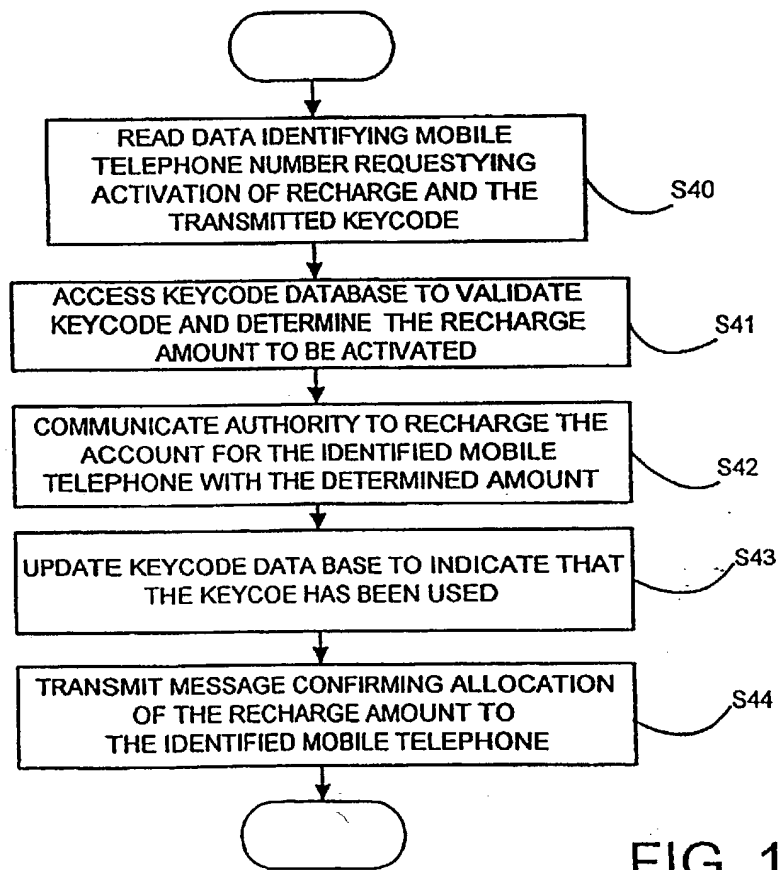 READ DATA IDENTIFYING MOBILE
TELEPHONE NUMBER REQUESTYING
ACTIVATION OF RECHARGE AND THE
TRANSMITTED KEYCODE
S40
ACCESS KEYCODE DATABASE TO VALIDATE
KEYCODE AND DETERMINE THE RECHARGE
AMOUNT TO BE ACTIVATED
S41
COMMUNICATE AUTHORITY TO RECHARGE THE
ACCOUNT FOR THE IDENTIFIED MOBILE
TELEPHONE WITH THE DETERMINED AMOUNT
S42
UPDATE KEYCODE DATA BASE TO INDICATE THAT
THE KEYCOE HAS BEEN USED
S43
TRANSMIT MESSAGE CONFIRMING ALLOCATION
OF THE RECHARGE AMOUNT TO
THE IDENTIFIED MOBILE TELEPHONE
S44
FIG. 1